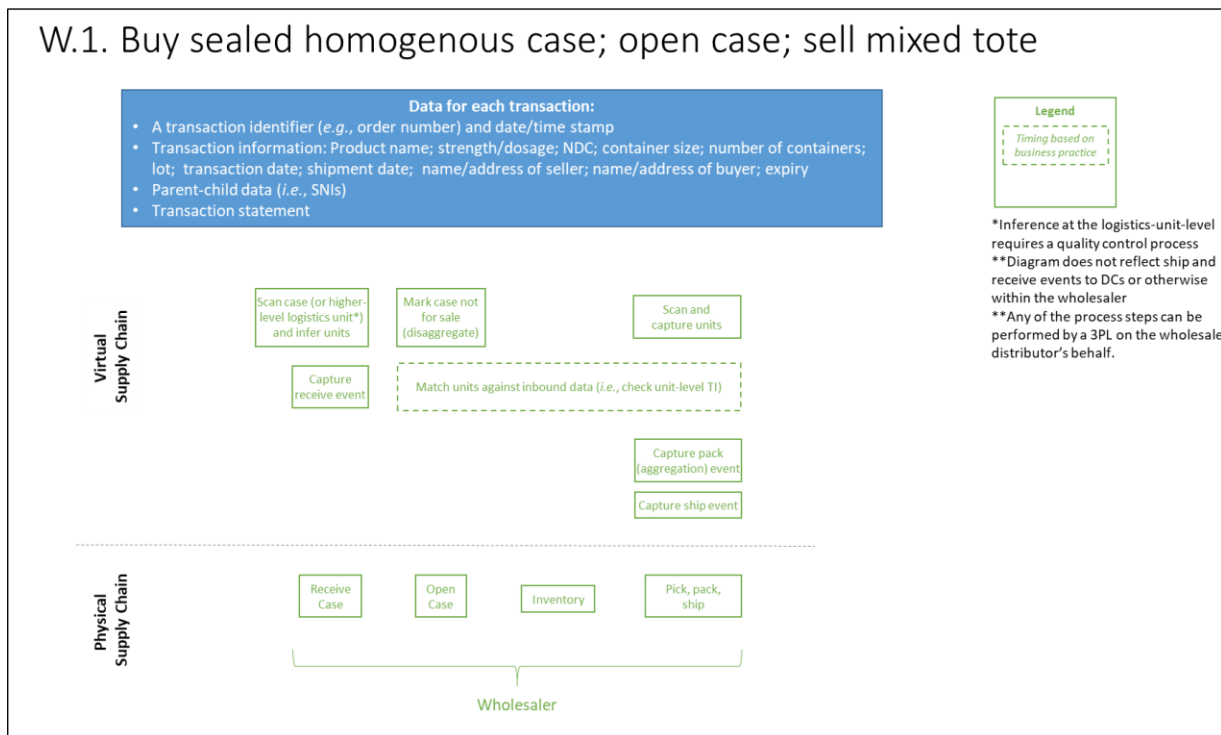 W.1. Buy sealed homogenous case; open case; sell mixed tote
Data for each transaction:
• A transaction identifier (e.g., order number) and date/time stamp
• Transaction information: Product name; strength/dosage; NDC; container size; number of containers;
lot; transaction date; shipment date; name/address of seller; name/address of buyer; expiry
• Parent-child data (i.e., SNIs)
• Transaction statement
Legend
Timing based on
business practice
*Inference at the logistics-unit-level
requires a quality control process
**Diagram does not reflect ship and
receive events to DCs or otherwise
within the wholesaler
**Any of the process steps can be
performed by a 3PL on the wholesale
distributor's behalf.
Virtual
Supply Chain
Scan case (or higher-
level logistics unit*)
and infer units
Mark case not
for sale
(disaggregate)
Scan and
capture units
Capture
receive event
Match units against inbound data (i.e., check unit-level TI)
Capture pack
(aggregation) event
Capture ship event
Physical
Supply Chain
Receive
Case
Open
Case
Inventory
Pick, pack,
ship
Wholesaler